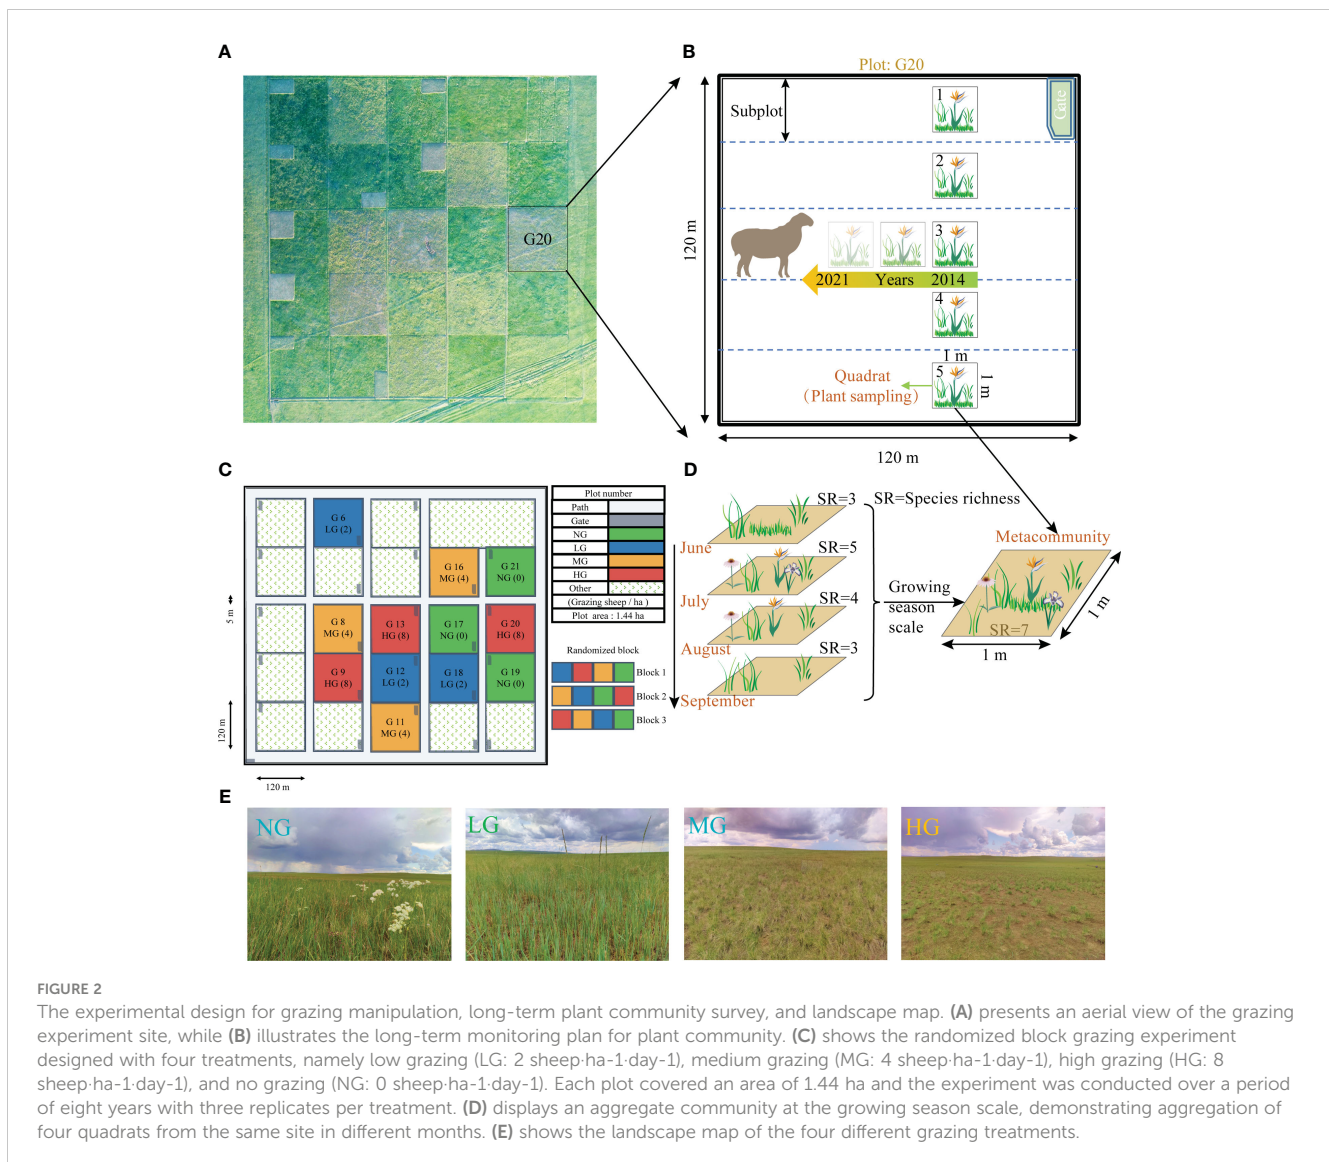 A
G20
B
Plot: G20
Subplot
Gate
1
2
3
2021 Years 2014
4
1 m
5
1 m
Quadrat
(Plant sampling)
120 m
120 m
C
G 6
LG (2)
G 16
MG (4)
G 21
NG (0)
G 8
MG (4)
G 13
HG (8)
G 17
NG (0)
G 20
HG (8)
G 9
HG (8)
G 12
LG (2)
G 18
LG (2)
G 19
NG (0)
G 11
MG (4)
5 m
120 m
120 m
Plot number
Path
Gate
NG
LG
MG
HG
Other
(Grazing sheep / ha )
Plot area : 1.44 ha
Randomized block
Block 1
Block 2
Block 3
D
SR=3
SR=Species richness
June
SR=5
July
SR=4
August
SR=3
September
Growing
season
scale
Metacommunity
SR=7
1 m
1 m
E
NG
LG
MG
HG
FIGURE 2
The experimental design for grazing manipulation, long-term plant community survey, and landscape map. (A) presents an aerial view of the grazing
experiment site, while (B) illustrates the long-term monitoring plan for plant community. (C) shows the randomized block grazing experiment
designed with four treatments, namely low grazing (LG: 2 sheep·ha-1·day-1), medium grazing (MG: 4 sheep·ha-1·day-1), high grazing (HG: 8
sheep·ha-1·day-1), and no grazing (NG: 0 sheep·ha-1·day-1). Each plot covered an area of 1.44 ha and the experiment was conducted over a period
of eight years with three replicates per treatment. (D) displays an aggregate community at the growing season scale, demonstrating aggregation of
four quadrats from the same site in different months. (E) shows the landscape map of the four different grazing treatments.